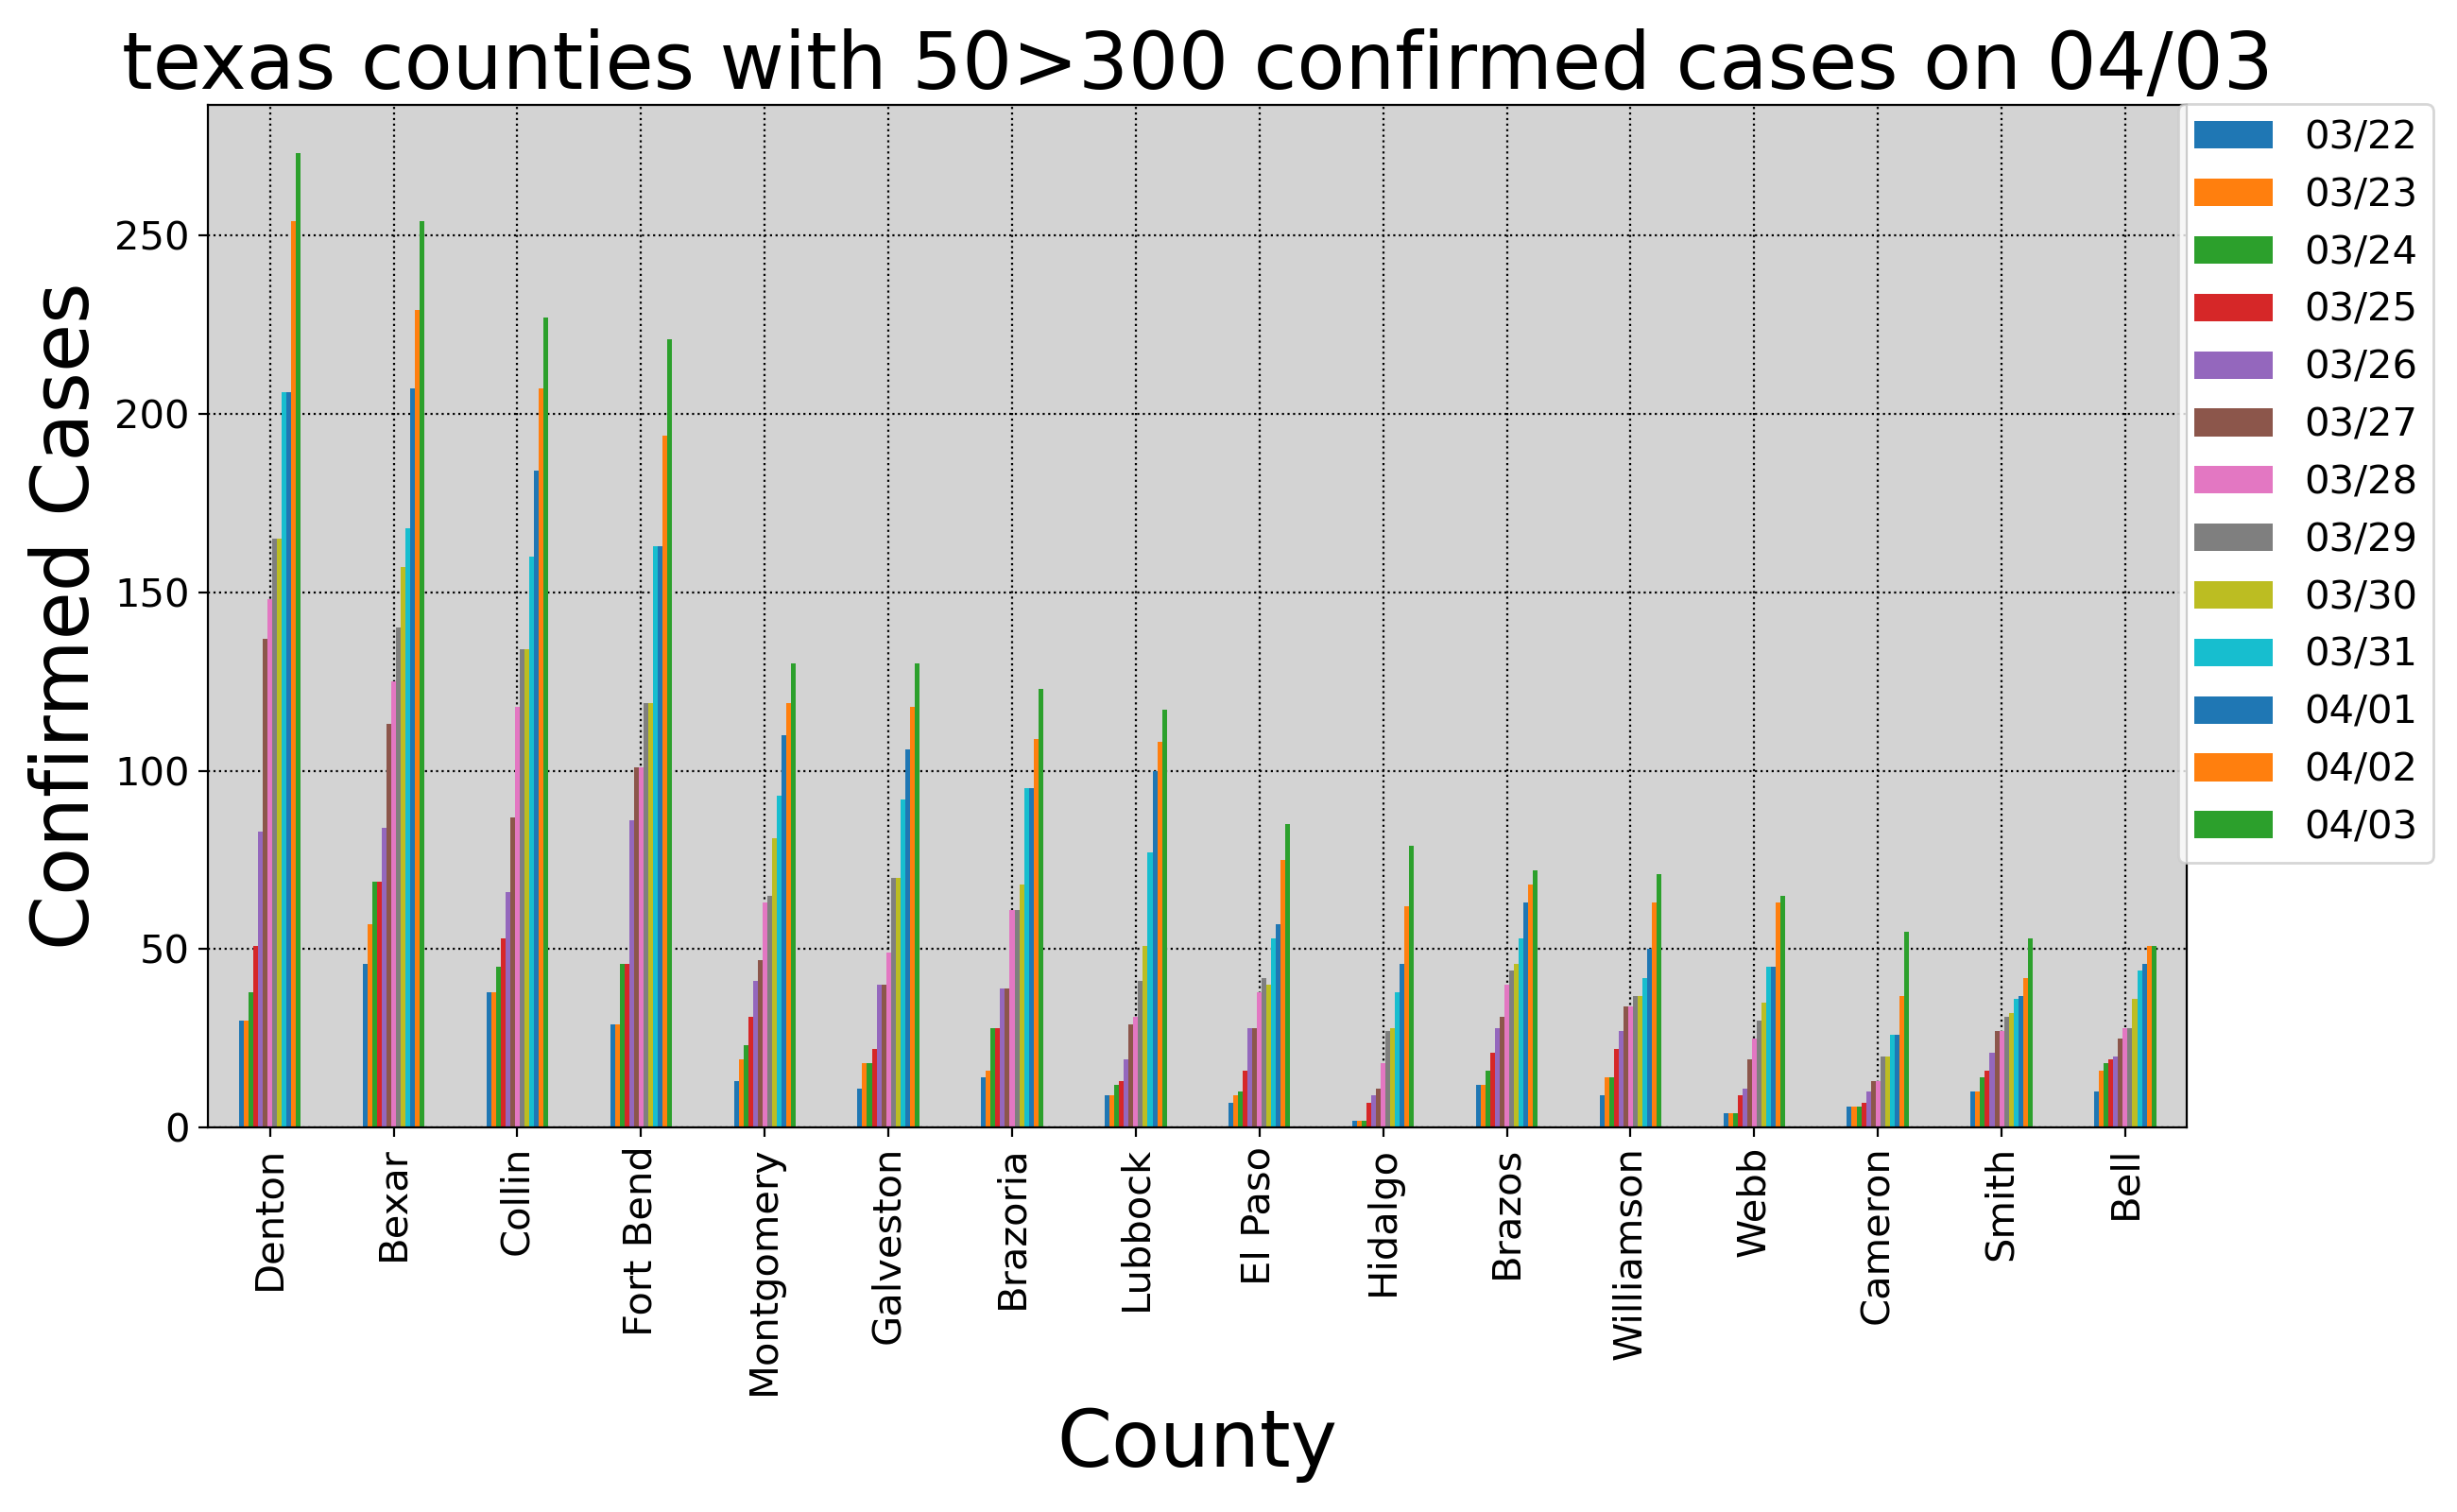 texas counties with 50>300 confirmed cases on 04/03
Confirmed Cases
250
200
150
100
50
0
03/22
03/23
03/24
03/25
03/26
03/27
03/28
03/29
03/30
03/31
04/01
04/02
04/03
Denton
Bexar
Collin
Fort Bend
Montgomery
Galveston
Brazoria
Lubbock
El Paso
Hidalgo
Brazos
Williamson
Webb
Cameron
Smith
Bell
County